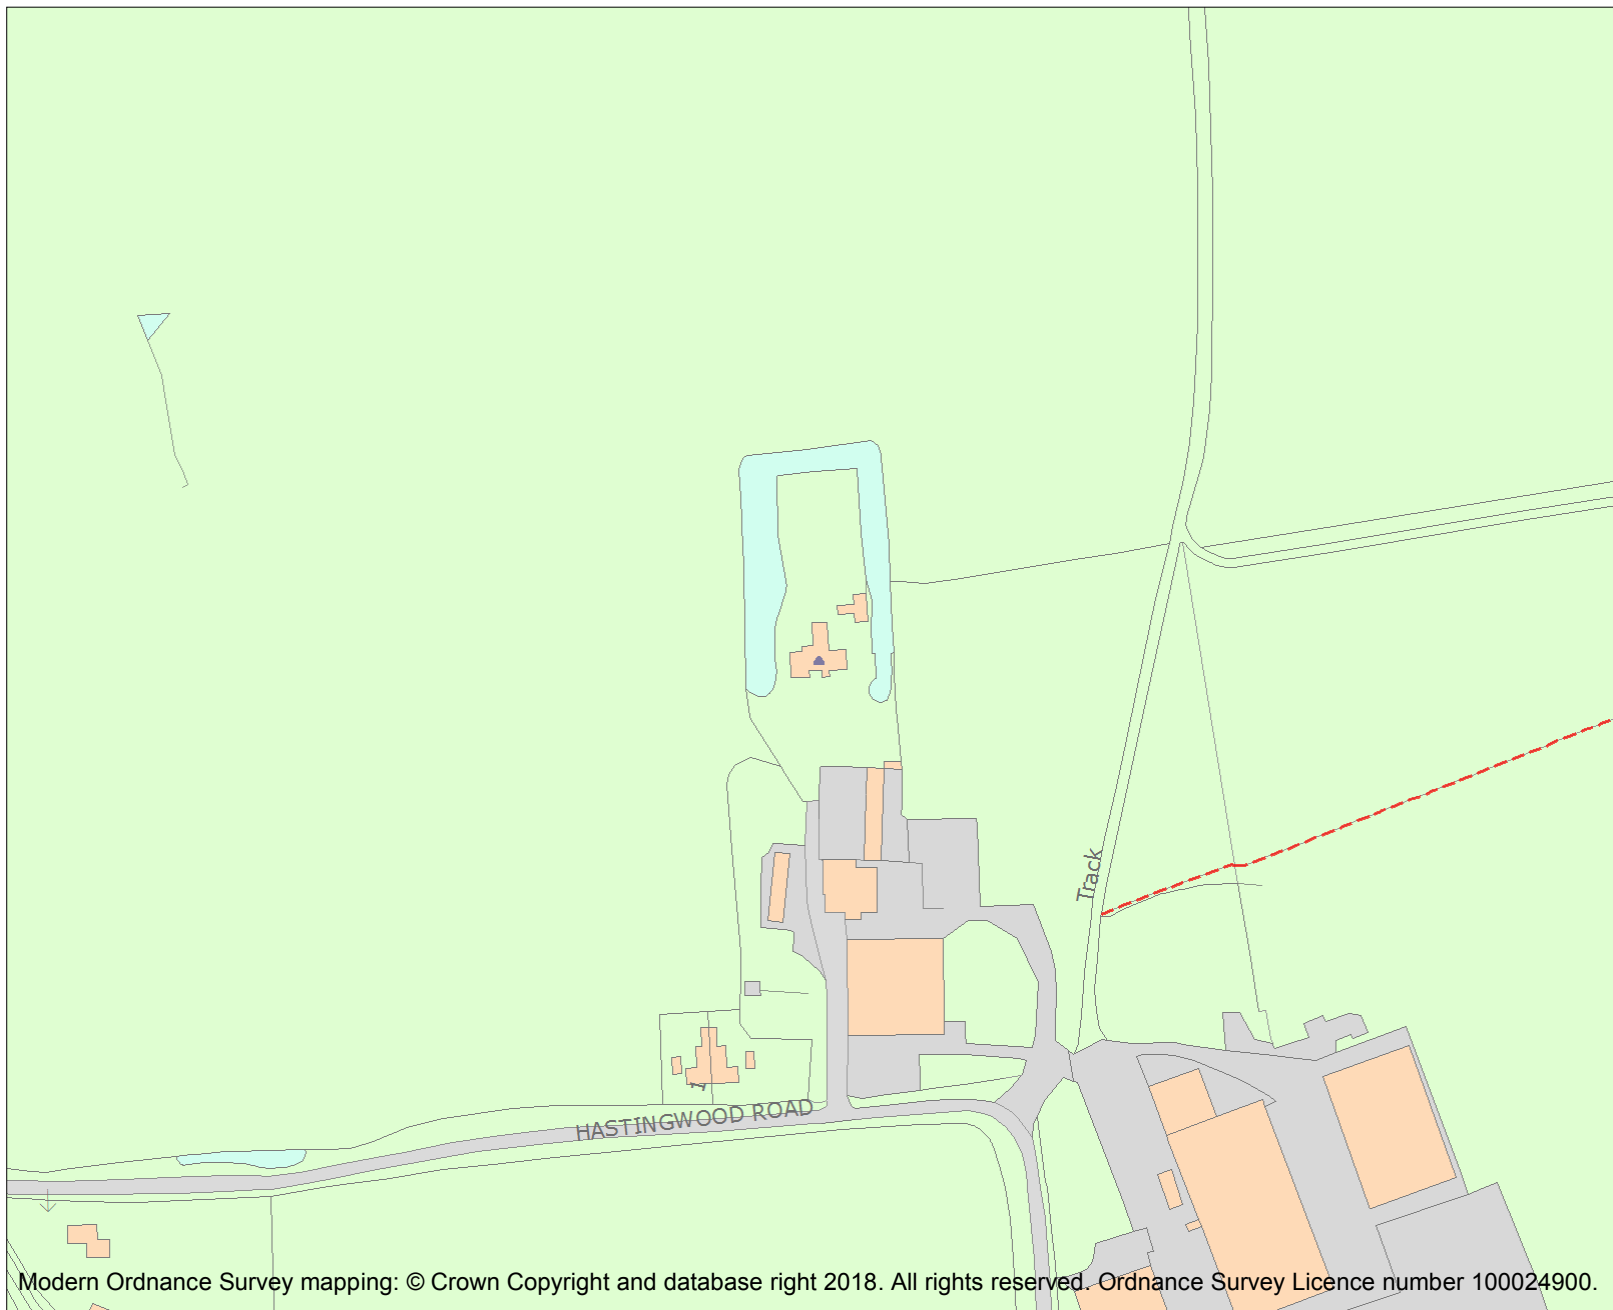 Track
1
HASTINGWOOD ROAD
Modern Ordnance Survey mapping: © Crown Copyright and database right 2018. All rights reserved. Ordnance Survey Licence number 100024900.